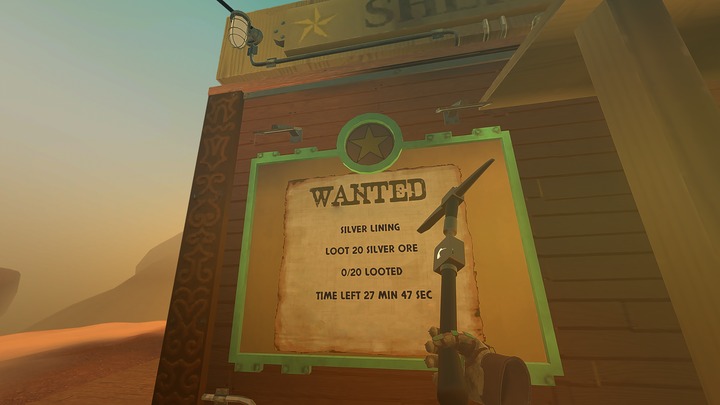 WANTED
SILVER LINING
LOOT 20 SILVER ORE
0/20 LOOTED
TIME LEFT 27 MIN 47 SEC